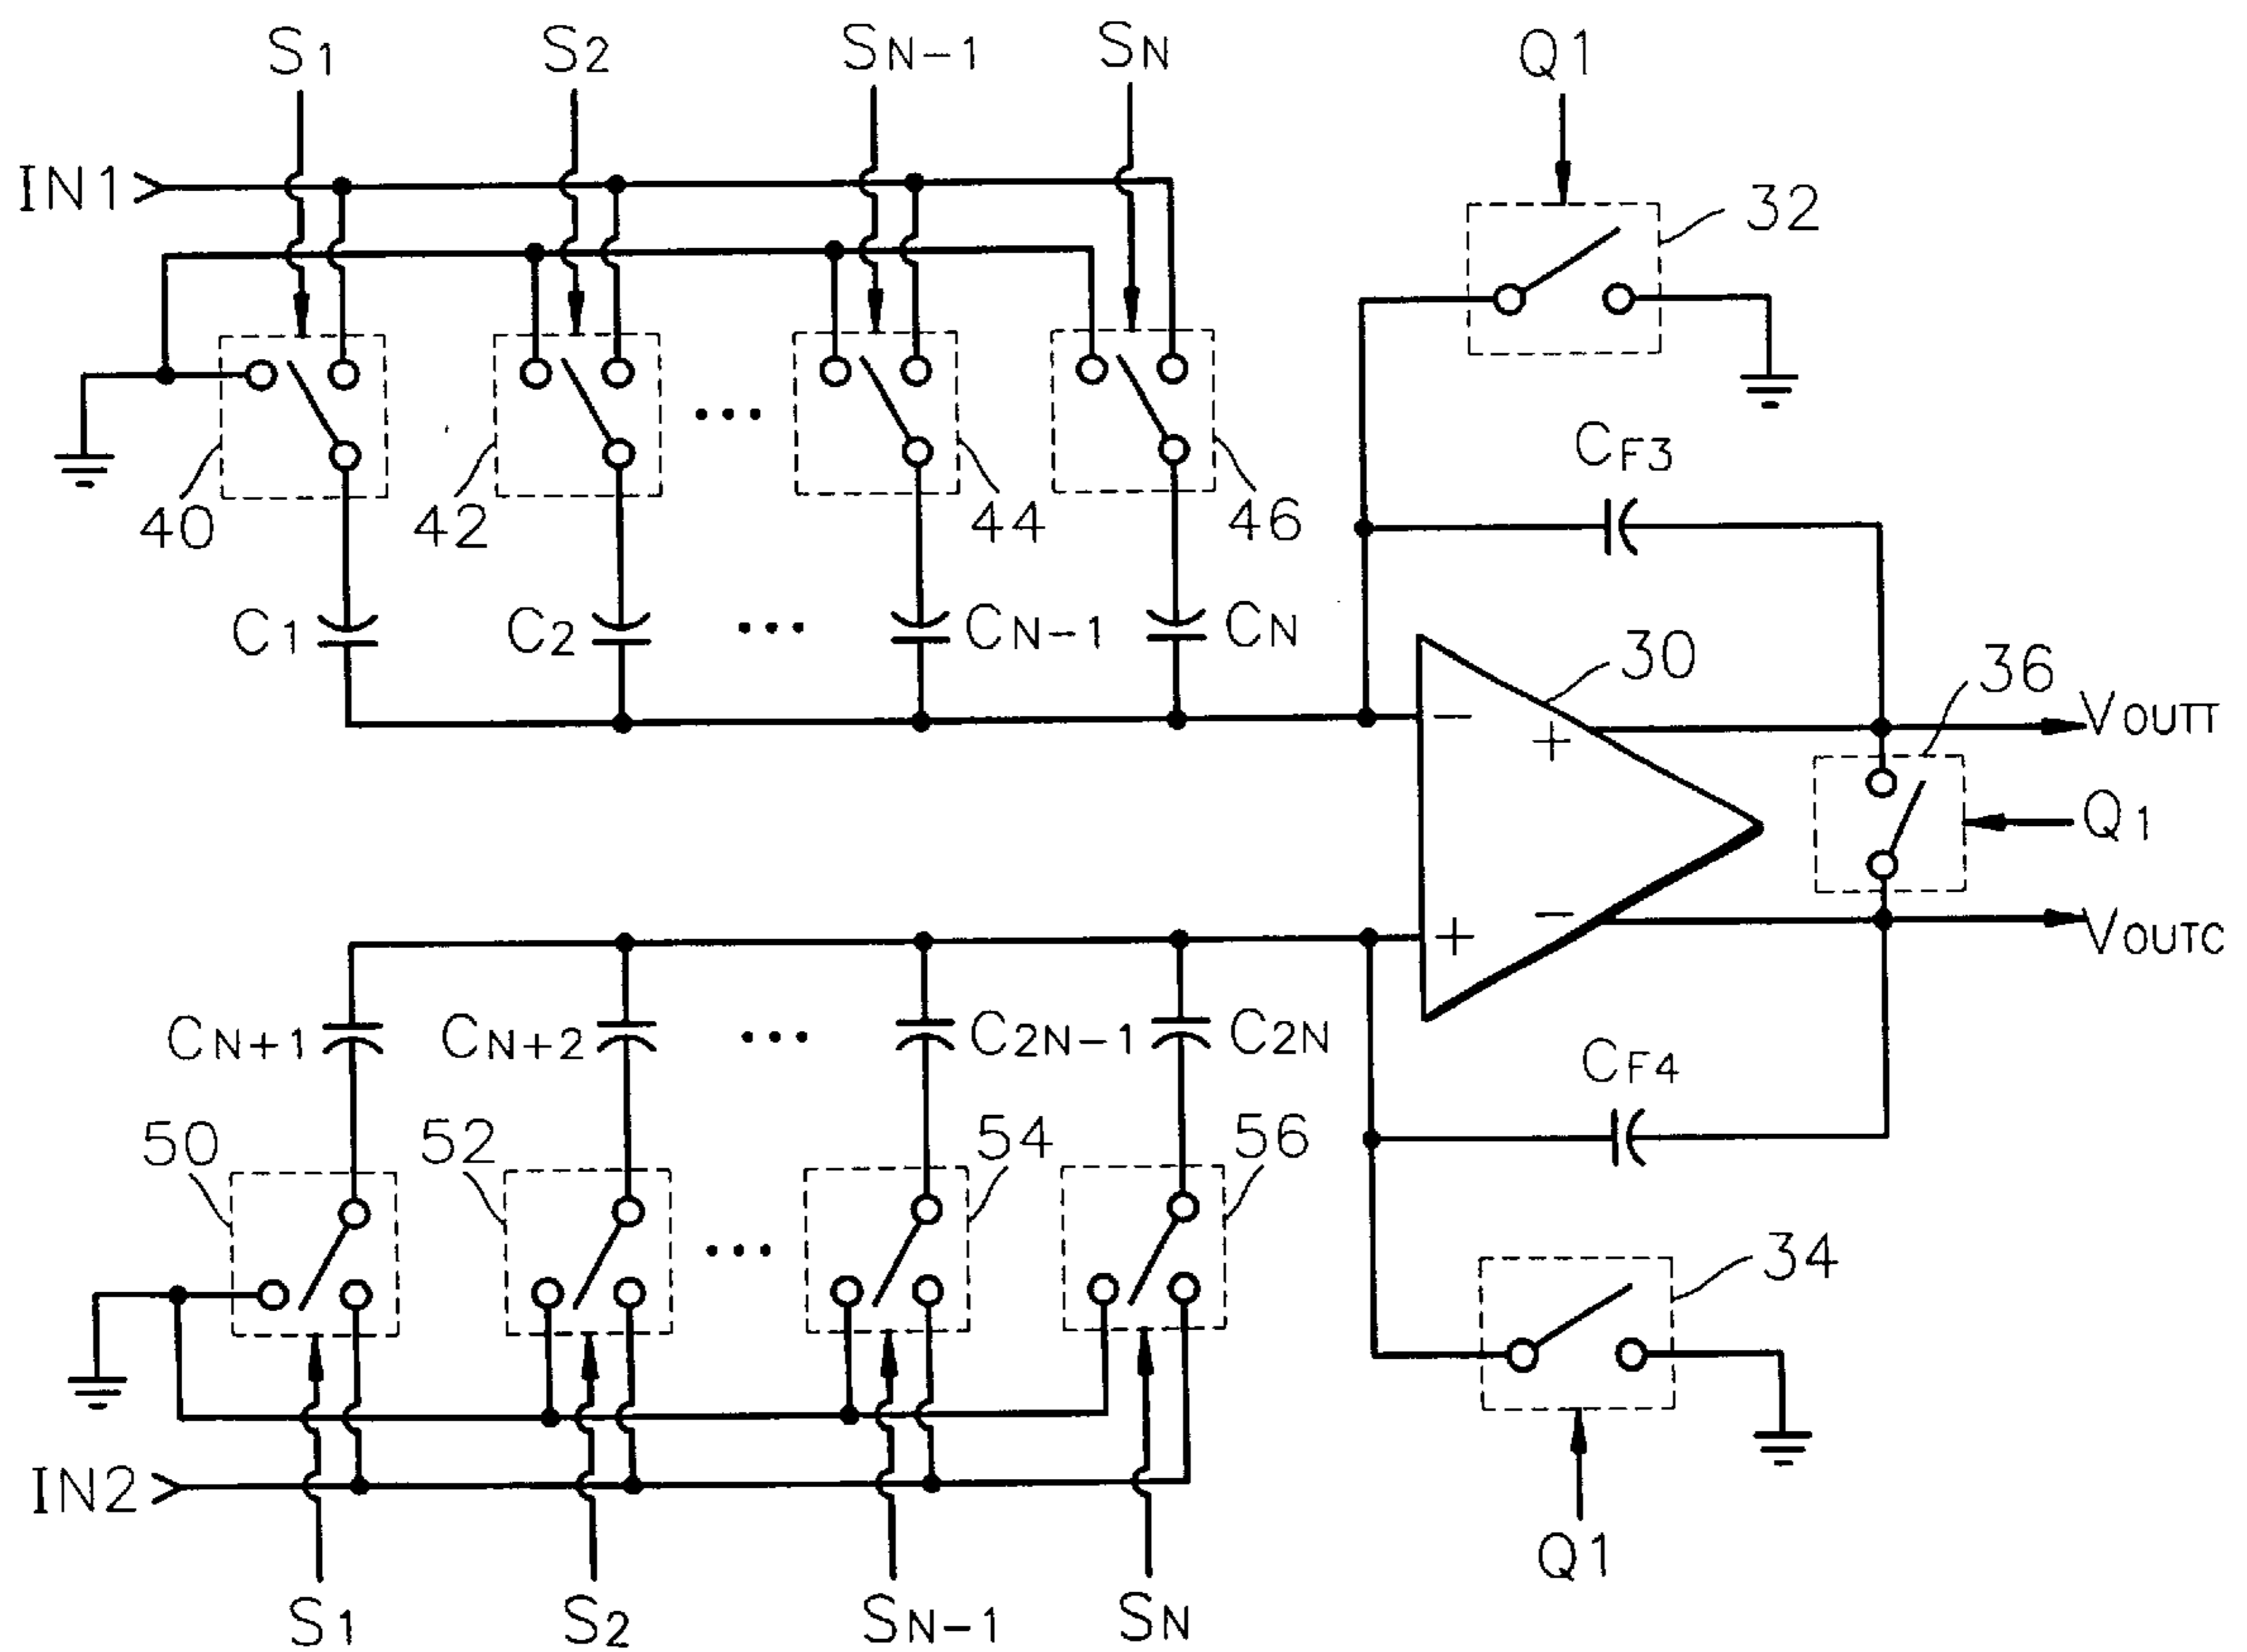 S1 S2 SN-1 SN Q1
IN1
32
CF3
40 42 44 46
C1 C2 ... CN-1 CN
30 36
− + VOUTT
Q1
+ − VOUTC
CN+1 CN+2 ... C2N-1 C2N
CF4
50 52 54 56
34
IN2
Q1
S1 S2 SN-1 SN